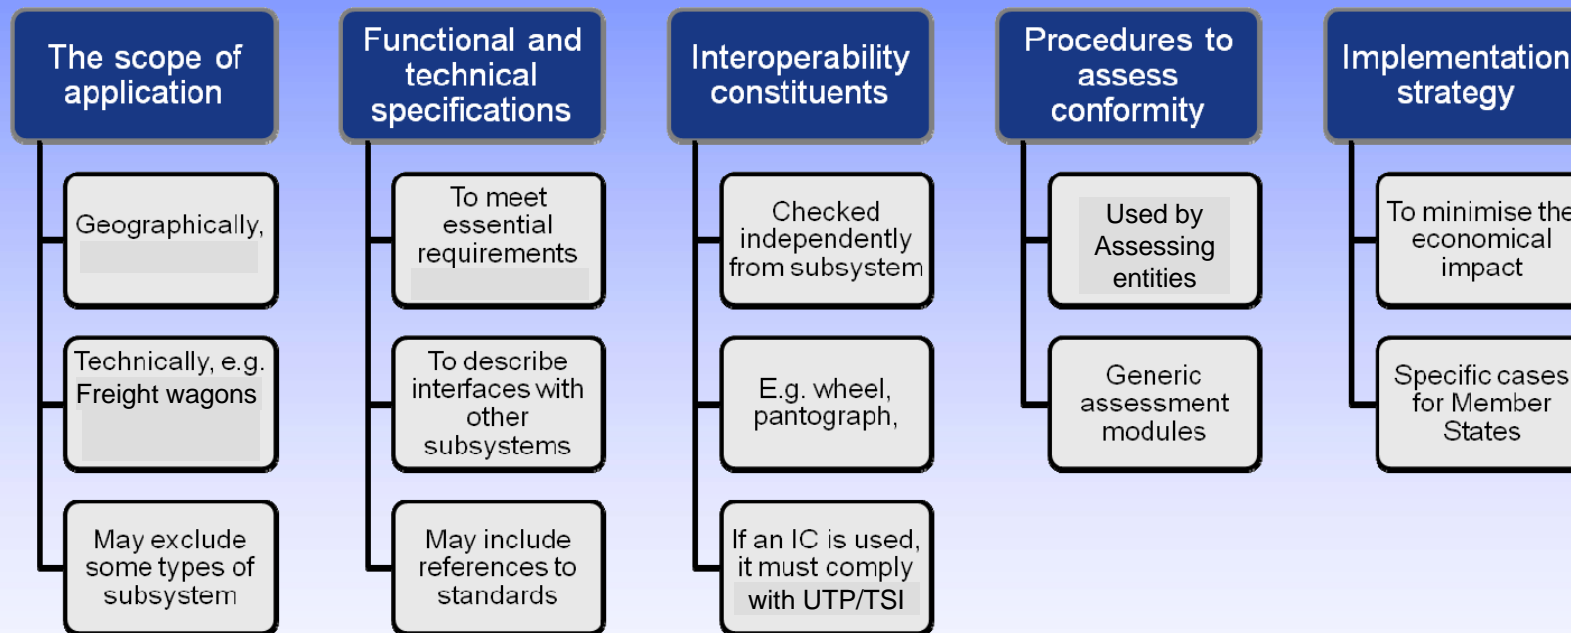 The scope of
application
Geographically,
Technically, e.g.
Freight wagons
May exclude
some types of
subsystem
Functional and
technical
specifications
To meet
essential
requirements
To describe
interfaces with
other
subsystems
May include
references to
standards
Interoperability
constituents
Checked
independently
from subsystem
E.g. wheel,
pantograph,
If an IC is used,
it must comply
with UTP/TSI
Procedures to
assess
conformity
Used by
Assessing
entities
Generic
assessment
modules
Implementation
strategy
To minimise the
economical
impact
Specific cases
for Member
States